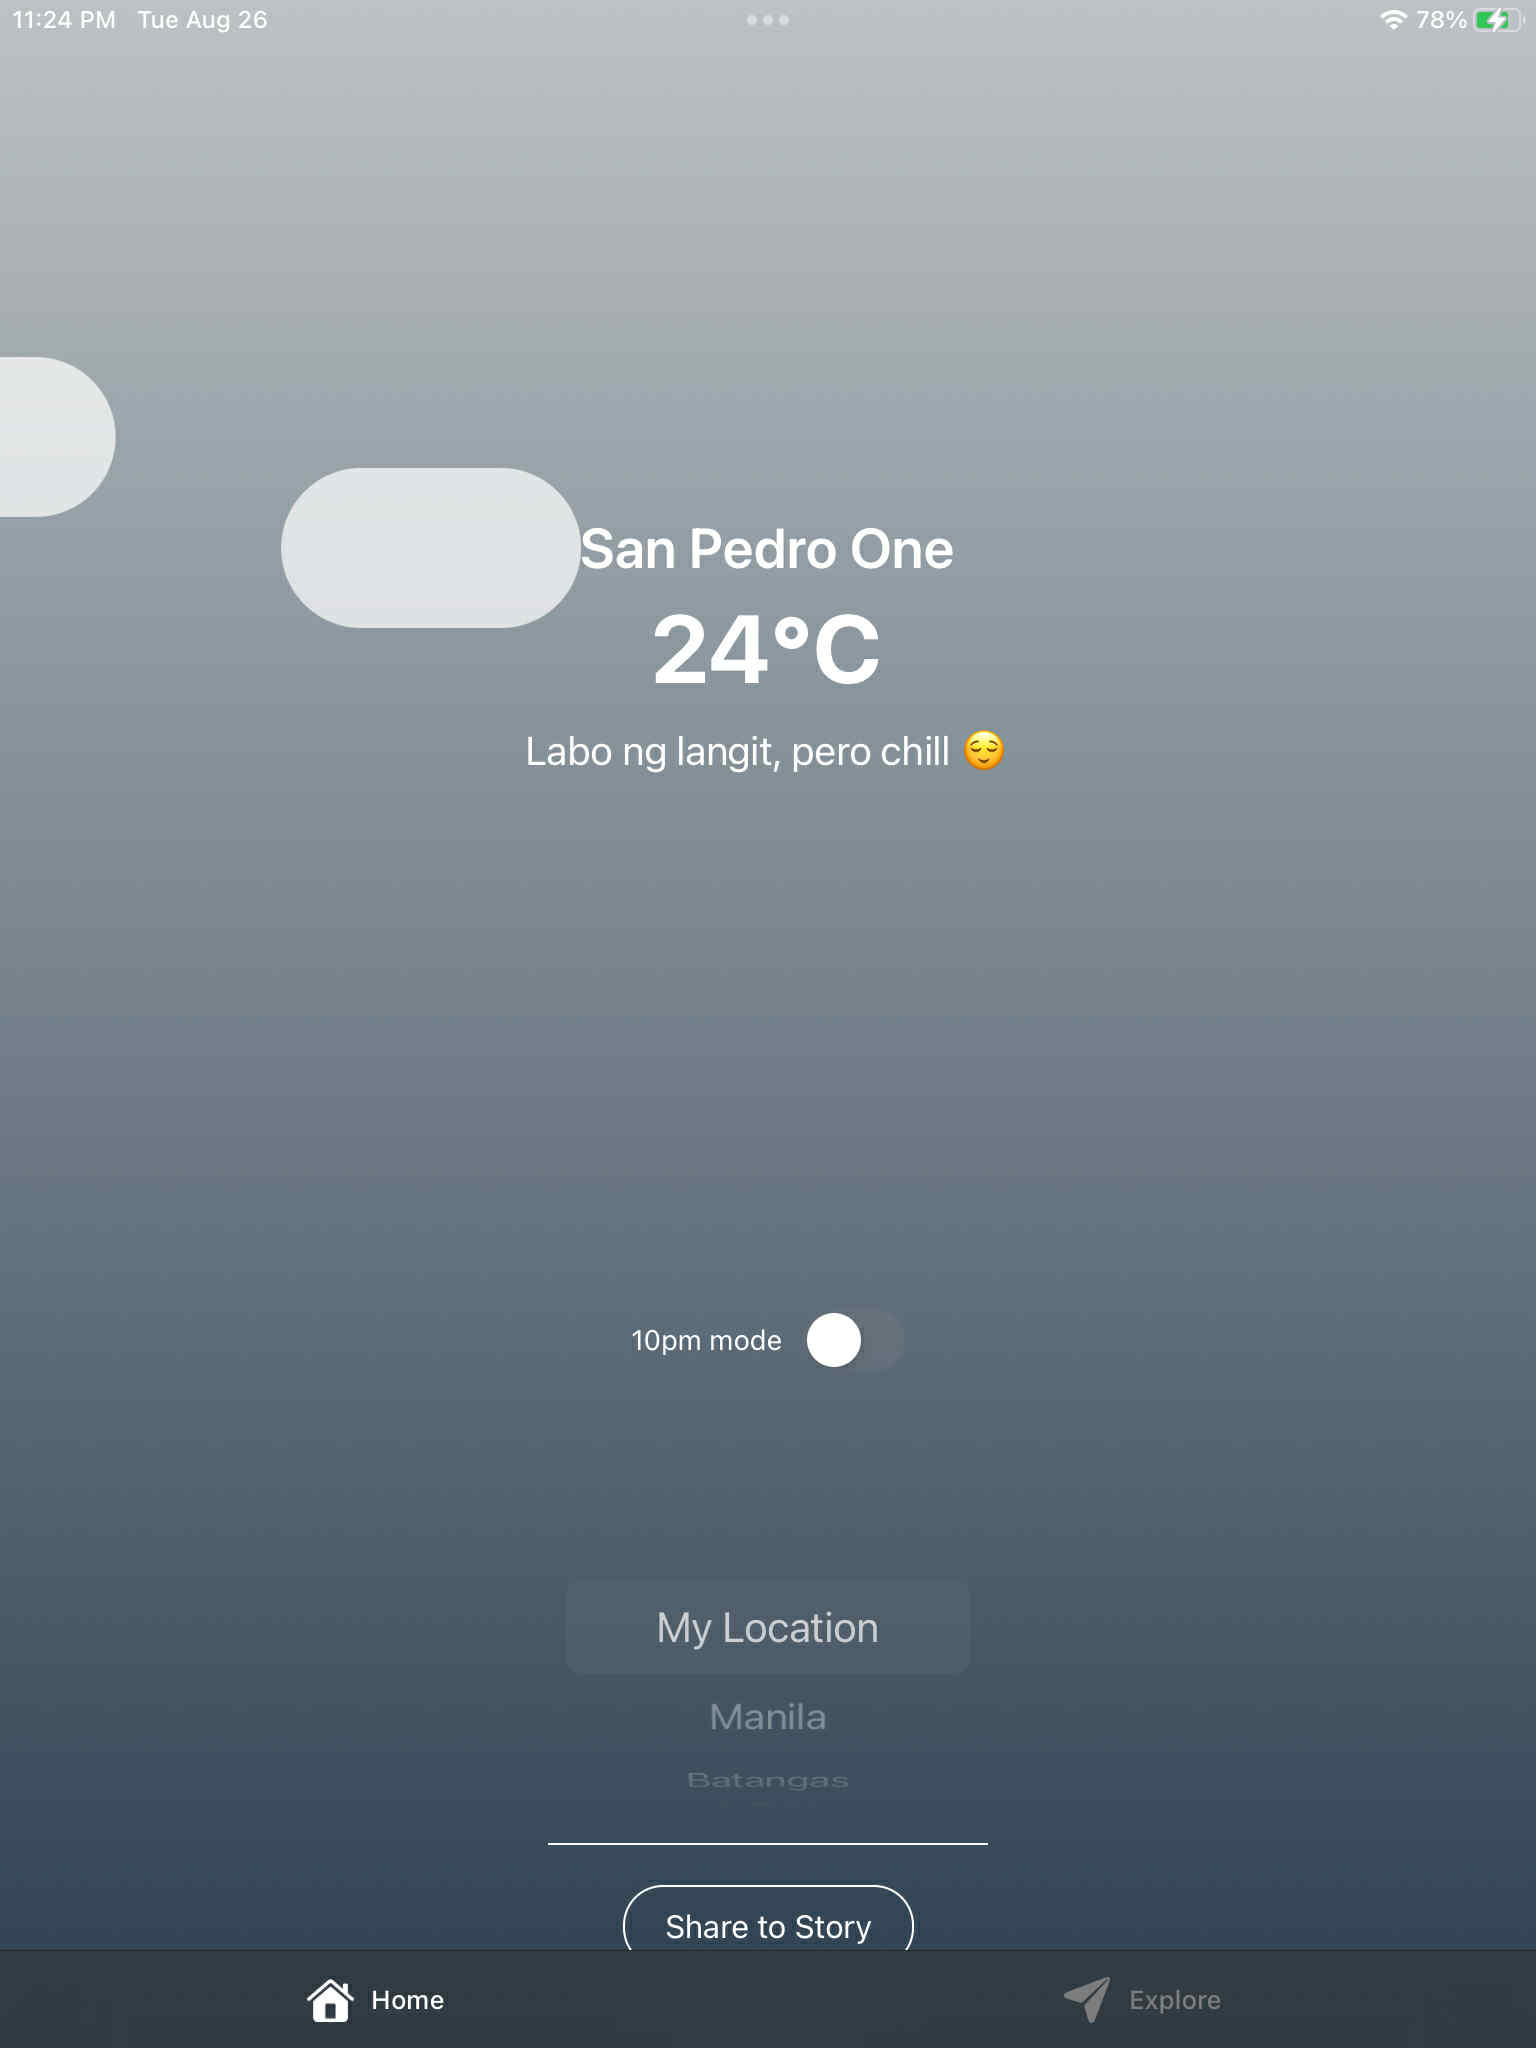 11:24 PM Tue Aug 26
78%
San Pedro One
24°C
Labo ng langit, pero chill 😌
10pm mode
My Location
Manila
Batangas
Share to Story
Home
Explore